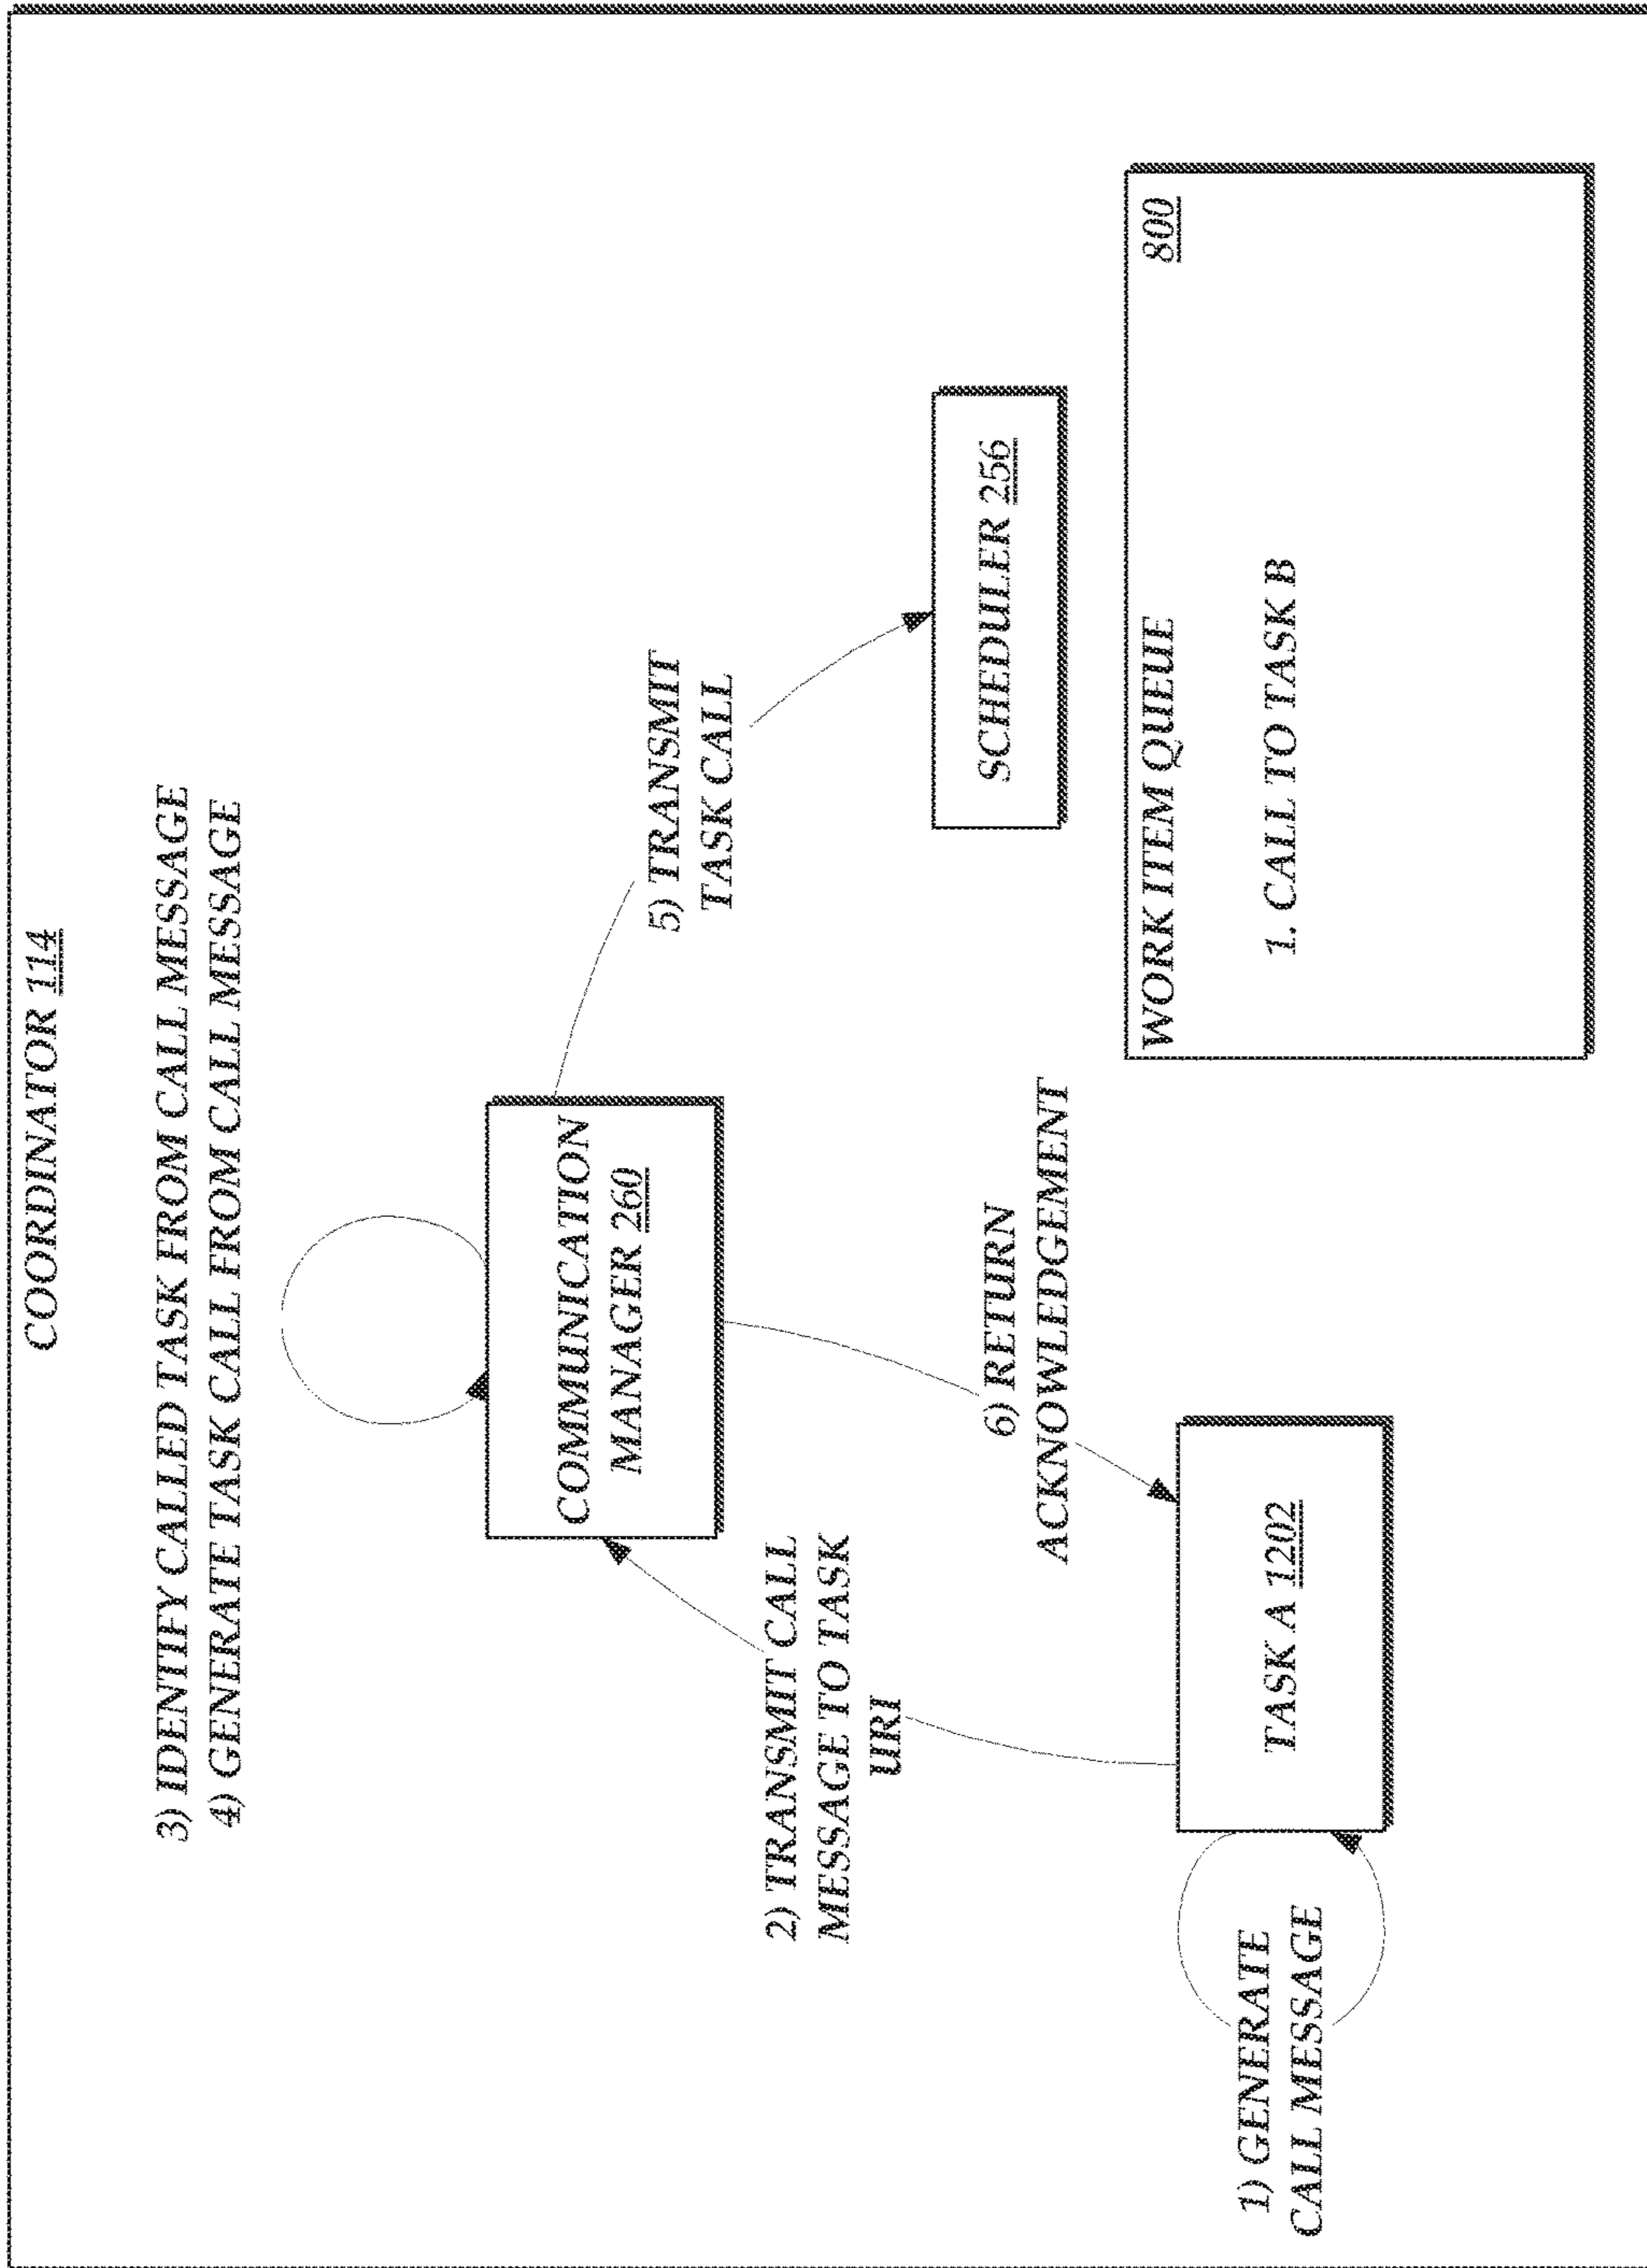 COORDINATOR 114
3) IDENTIFY CALLED TASK FROM CALL MESSAGE
4) GENERATE TASK CALL FROM CALL MESSAGE
COMMUNICATION
MANAGER 260
5) TRANSMIT
TASK CALL
2) TRANSMIT CALL
MESSAGE TO TASK
URI
SCHEDULER 256
6) RETURN
ACKNOWLEDGEMENT
WORK ITEM QUEUE
800
1. CALL TO TASK B
1) GENERATE
CALL MESSAGE
TASK A 1202